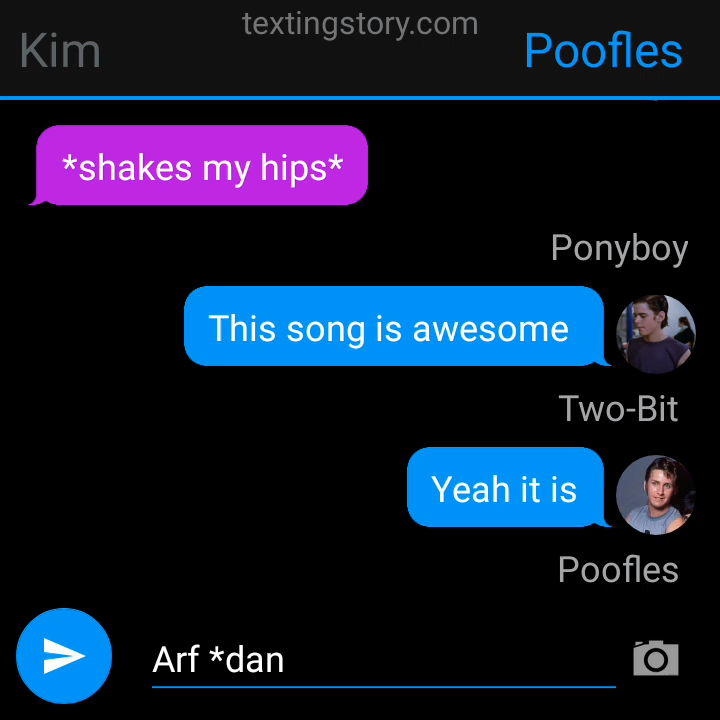 textingstory.com
Kim
Poofles
*shakes my hips*
Ponyboy
This song is awesome
Two-Bit
Yeah it is
Poofles
Arf *dan